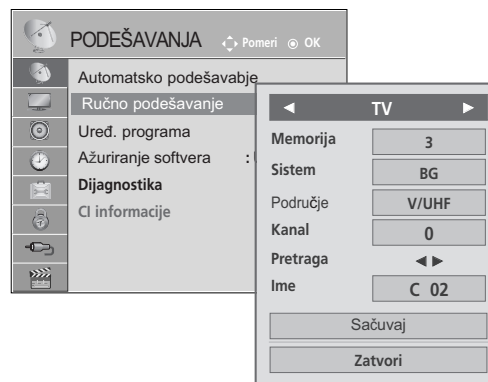 PODEŠAVANJA Pomeri OK
Automatsko podešavabje
Ručno podešavanje
Uređ. programa
Ažuriranje softvera :
Dijagnostika
CI informacije
TV
Memorija 3
Sistem BG
Područje V/UHF
Kanal 0
Pretraga
Ime C 02
Sačuvaj
Zatvori